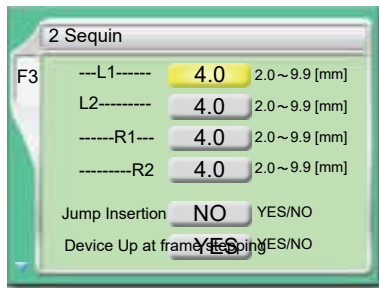 2 Sequin
F3
---L1------ 4.0 2.0~9.9 [mm]
L2--------- 4.0 2.0~9.9 [mm]
------R1--- 4.0 2.0~9.9 [mm]
---------R2 4.0 2.0~9.9 [mm]
Jump Insertion NO YES/NO
Device Up at frame stepping YES YES/NO